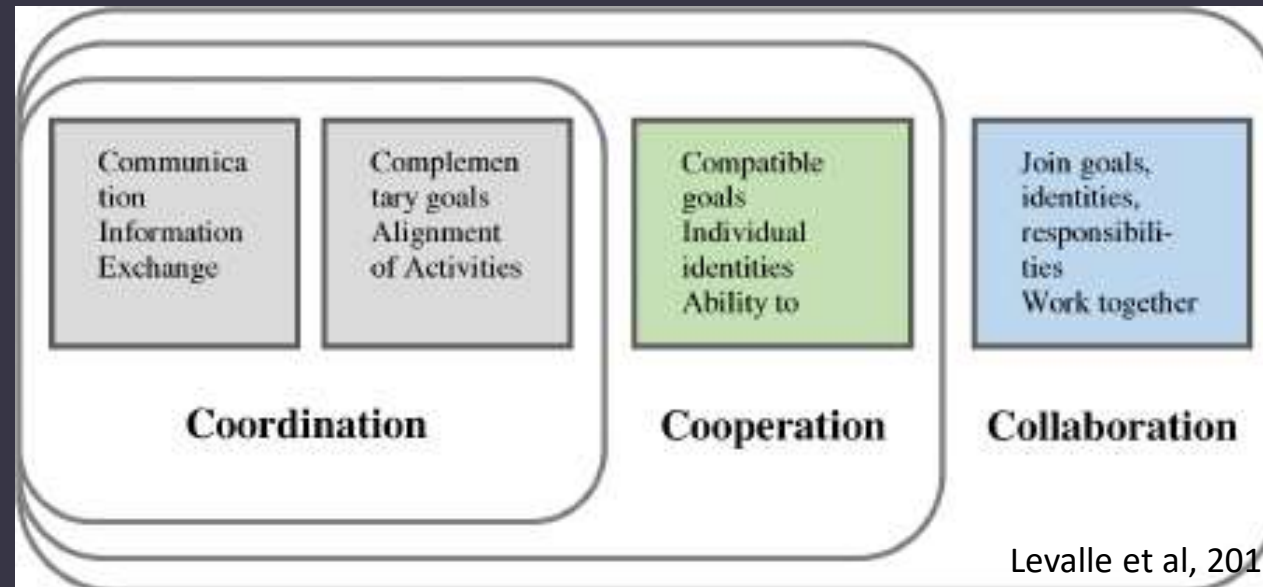 Communica
tion
Information
Exchange
Complemen
tary goals
Alignment
of Activities
Compatible
goals
Individual
identities
Ability to
Join goals,
identities,
responsibili-
ties
Work together
Coordination
Cooperation
Collaboration
Levalle et al, 201